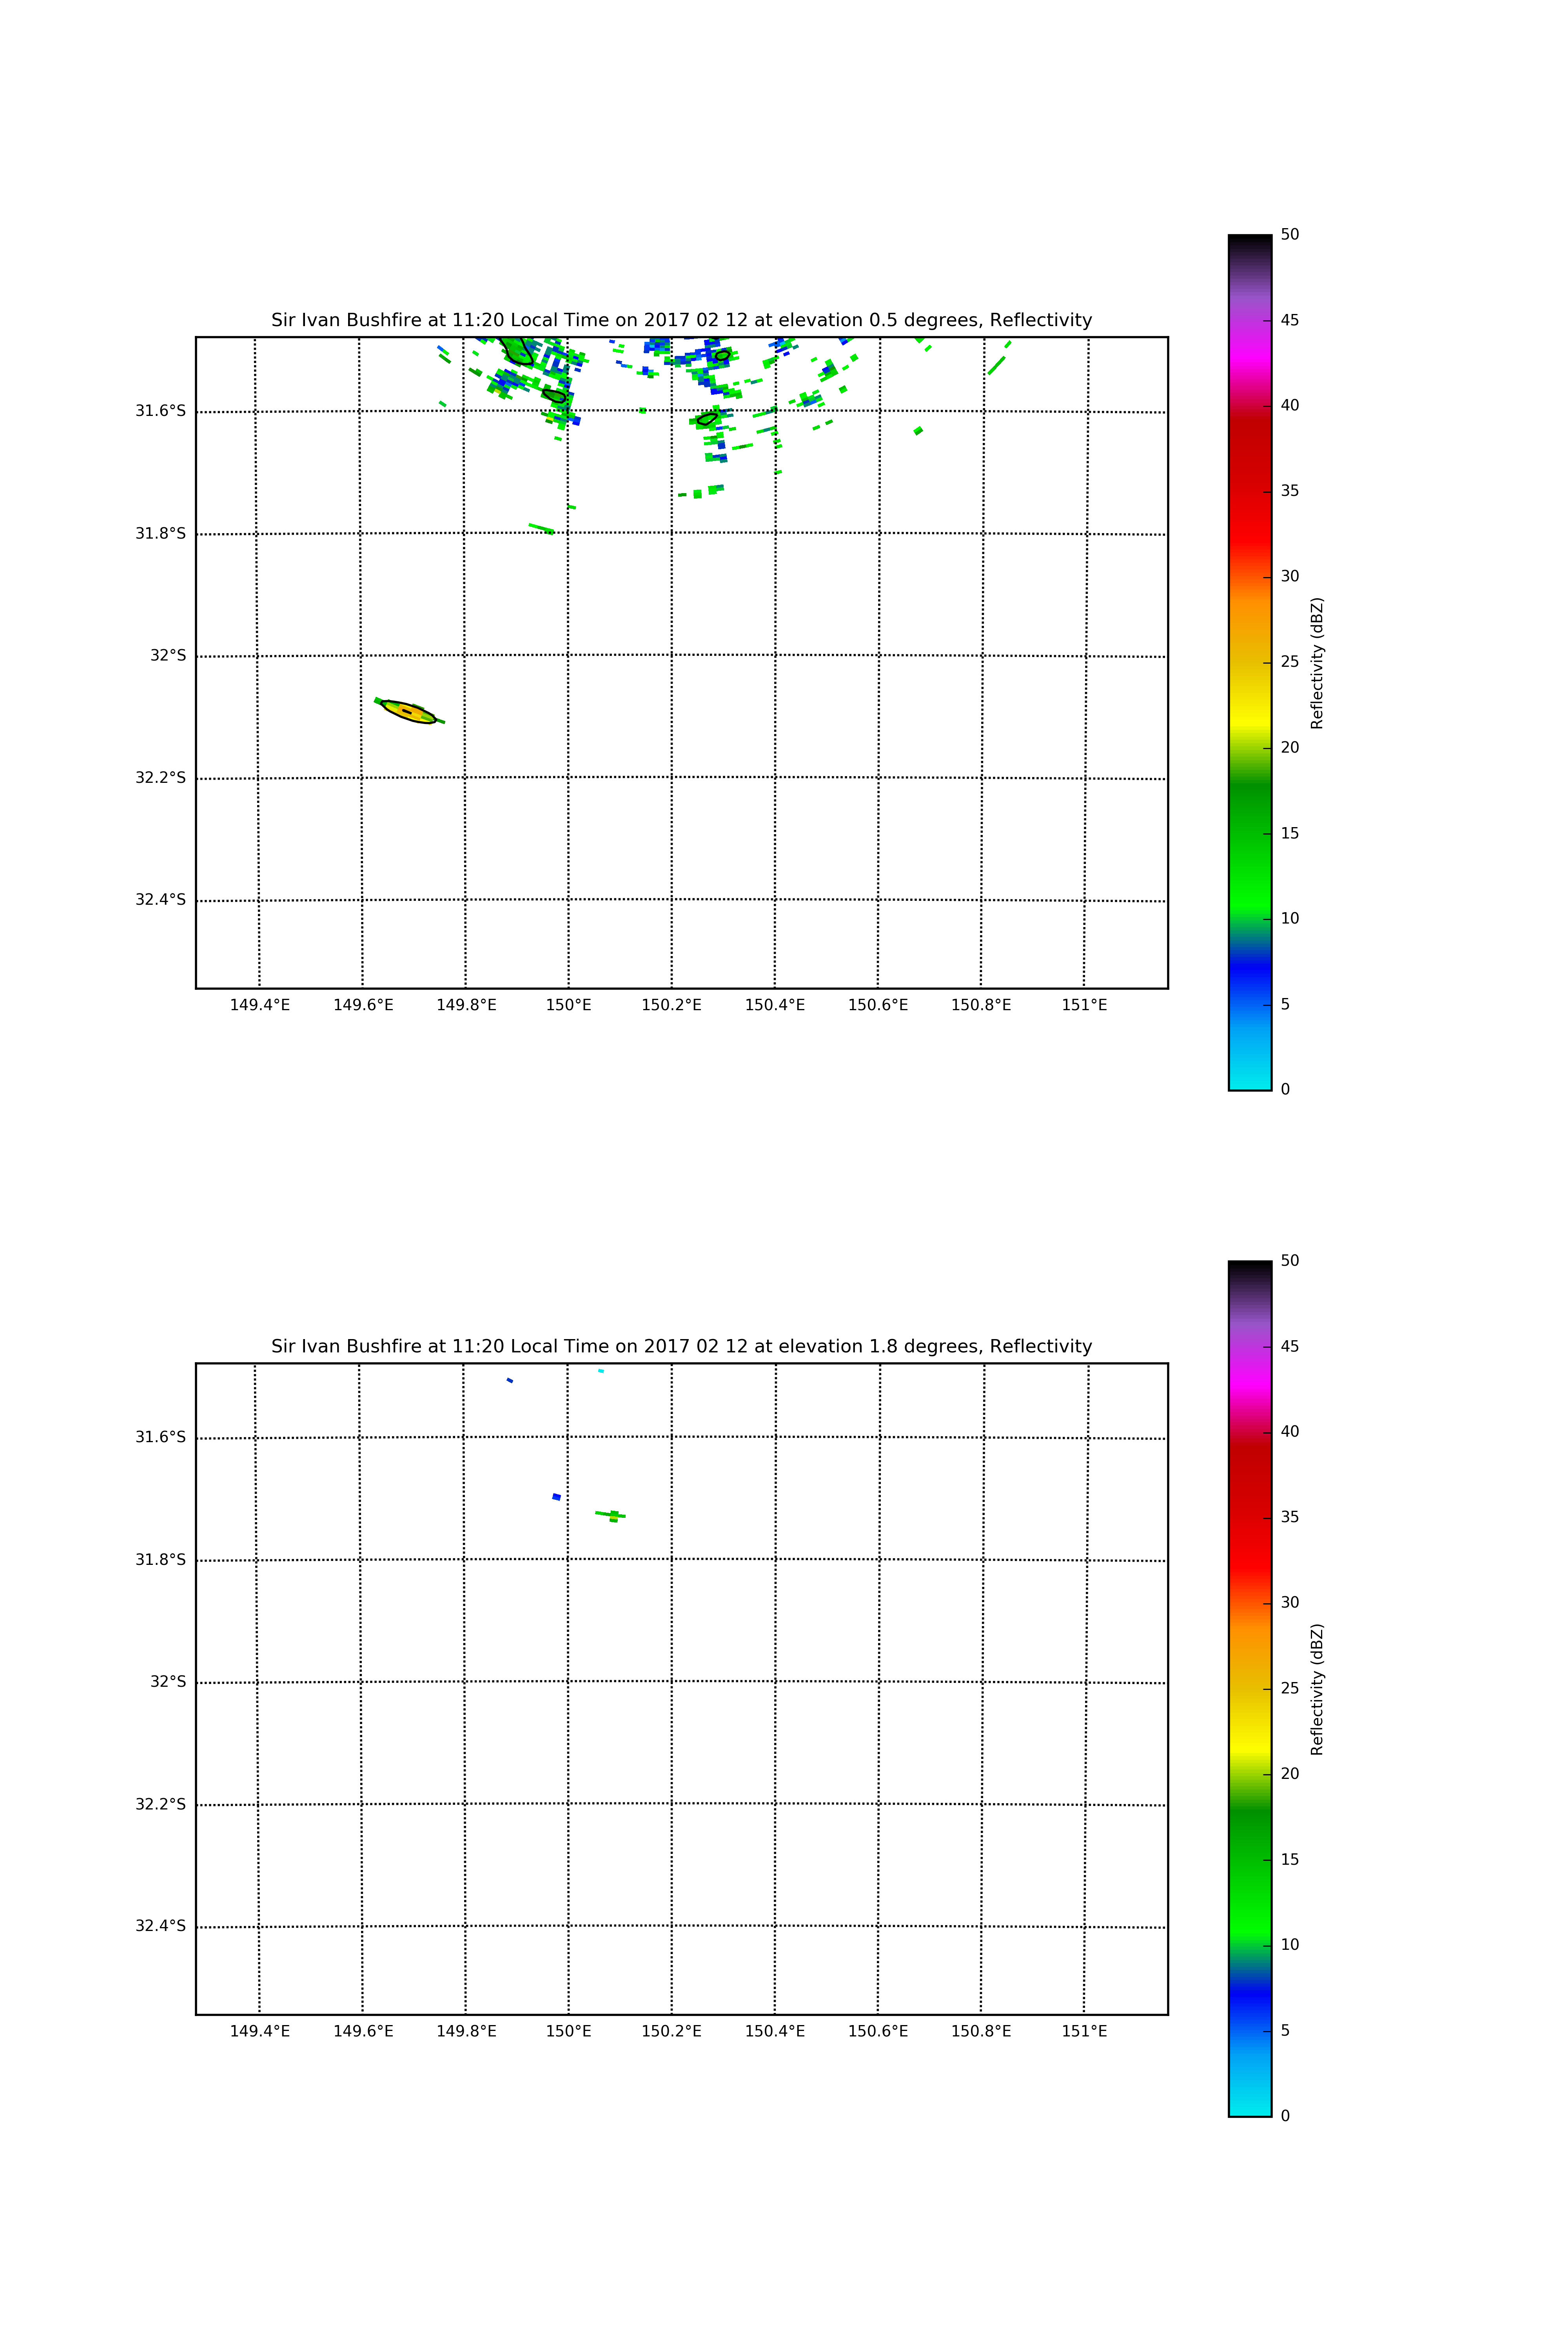 Sir Ivan Bushfire at 11:20 Local Time on 2017 02 12 at elevation 0.5 degrees, Reflectivity
31.6°S
31.8°S
32°S
32.2°S
32.4°S
149.4°E 149.6°E 149.8°E 150°E 150.2°E 150.4°E 150.6°E 150.8°E 151°E
50
45
40
35
30
25
20
15
10
5
0
Reflectivity (dBZ)
Sir Ivan Bushfire at 11:20 Local Time on 2017 02 12 at elevation 1.8 degrees, Reflectivity
31.6°S
31.8°S
32°S
32.2°S
32.4°S
149.4°E 149.6°E 149.8°E 150°E 150.2°E 150.4°E 150.6°E 150.8°E 151°E
50
45
40
35
30
25
20
15
10
5
0
Reflectivity (dBZ)